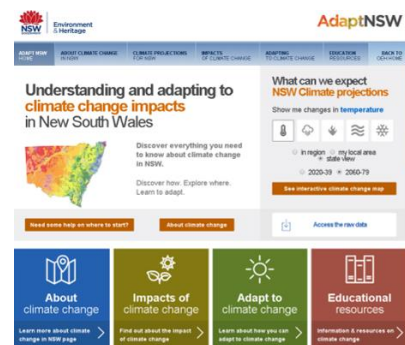 NSW
GOVERNMENT
Environment
& Heritage
AdaptNSW
ADAPT NSW
HOME
ABOUT CLIMATE CHANGE
IN NSW
CLIMATE PROJECTIONS
FOR NSW
IMPACTS
OF CLIMATE CHANGE
ADAPTING
TO CLIMATE CHANGE
EDUCATION
RESOURCES
BACK TO
OEH HOME
Understanding and adapting to
climate change impacts
in New South Wales
Discover everything you need
to know about climate change
in NSW.
Discover how. Explore where.
Learn to adapt.
Need some help on where to start?
About climate change
What can we expect
NSW Climate projections
Show me changes in temperature
in region
my local area
state view
2020-39
2060-79
See interactive climate change map
Access the raw data
About
climate change
Learn more about climate
change in NSW page
Impacts of
climate change
Find out about the impact
of climate change
Adapt to
climate change
Learn about how you can
adapt to climate change
Educational
resources
Information & resources on
climate change